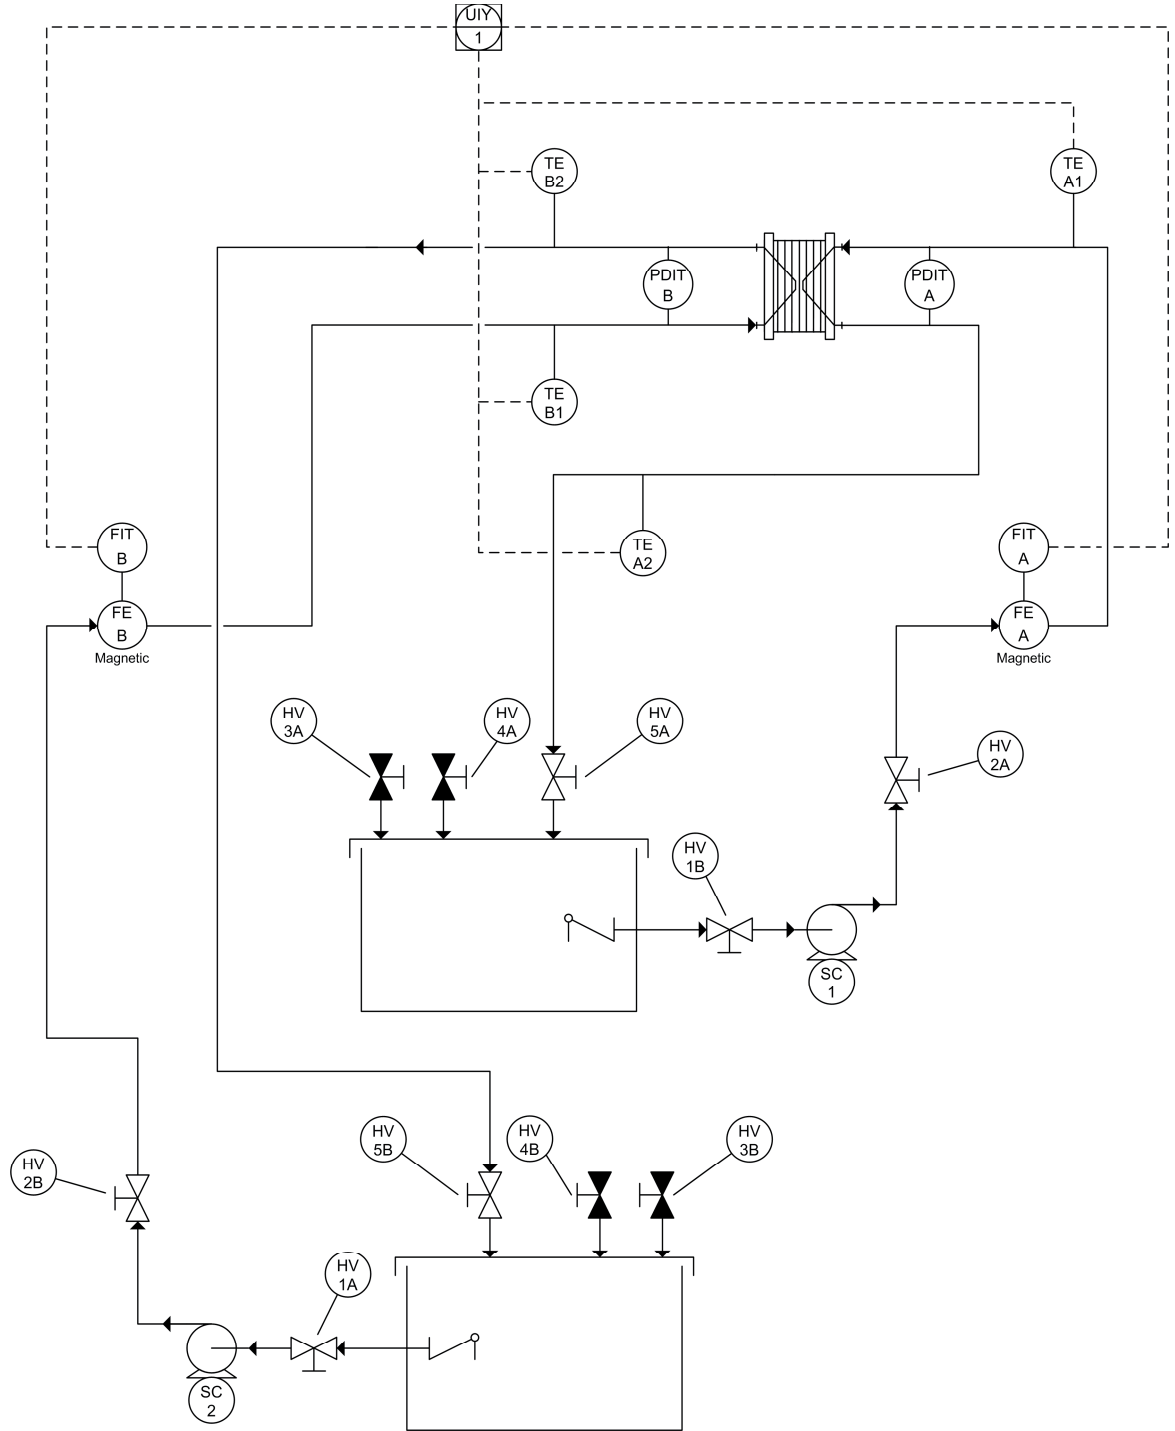 UIY
1
TE
B2
TE
A1
PDIT
B
PDIT
A
TE
B1
FIT
B
TE
A2
FIT
A
FE
B
Magnetic
FE
A
Magnetic
HV
3A
HV
4A
HV
5A
HV
2A
HV
1B
SC
1
HV
5B
HV
4B
HV
3B
HV
2B
HV
1A
SC
2